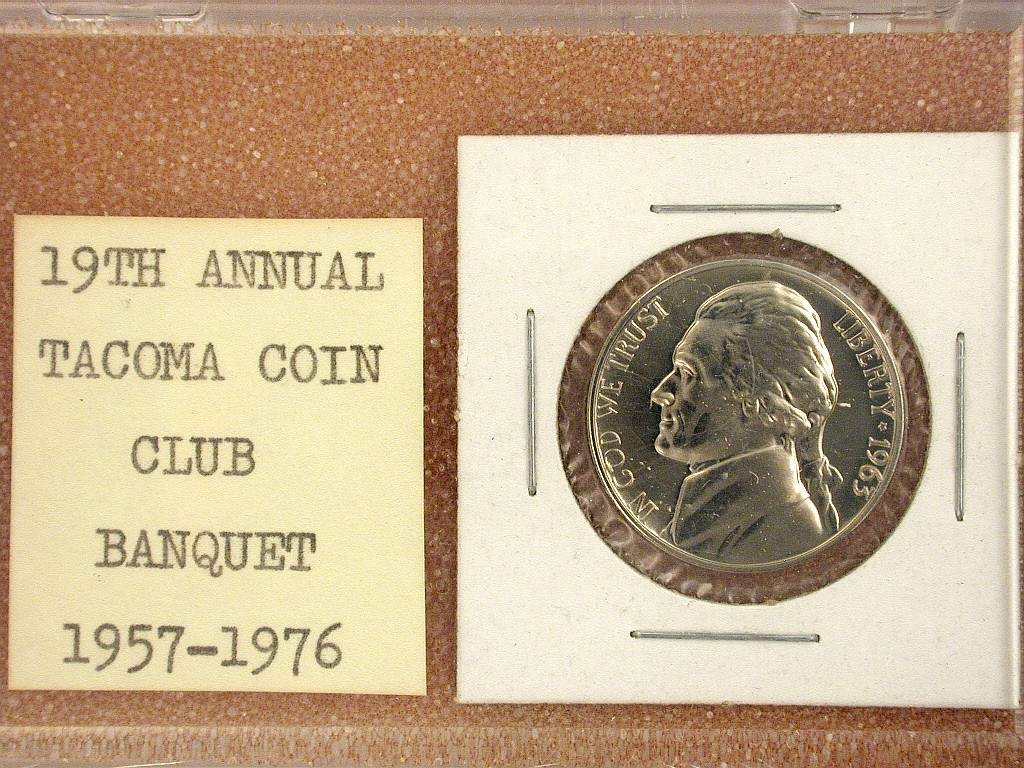 19TH ANNUAL
TACOMA COIN
CLUB
BANQUET
1957-1976
IN GOD WE TRUST
LIBERTY ★ 1963